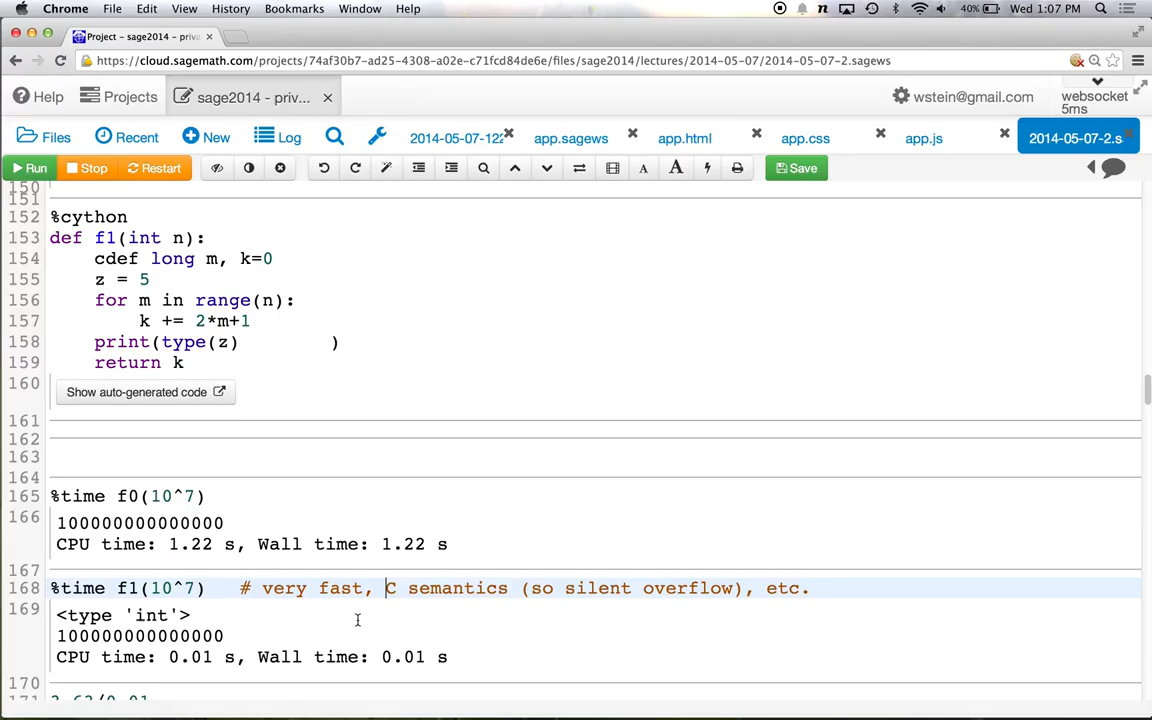 Chrome File Edit View History Bookmarks Window Help 40% Wed 1:07 PM
Project – sage2014 – priva
https://cloud.sagemath.com/projects/74af30b7-ad25-4308-a02e-c71fcd84de6e/files/sage2014/lectures/2014-05-07/2014-05-07-2.sagews
Help Projects sage2014 - priv... wstein@gmail.com websocket
5ms
Files Recent New Log 2014-05-07-122 app.sagews app.html app.css app.js 2014-05-07-2.s
Run Stop Restart A A Save
150
151
152 %cython
153 def f1(int n):
154 cdef long m, k=0
155 z = 5
156 for m in range(n):
157 k += 2*m+1
158 print(type(z) )
159 return k
160 Show auto-generated code
161
162
163
164
165 %time f0(10^7)
166 100000000000000
CPU time: 1.22 s, Wall time: 1.22 s
167
168 %time f1(10^7) # very fast, C semantics (so silent overflow), etc.
169 <type 'int'>
100000000000000
CPU time: 0.01 s, Wall time: 0.01 s
170